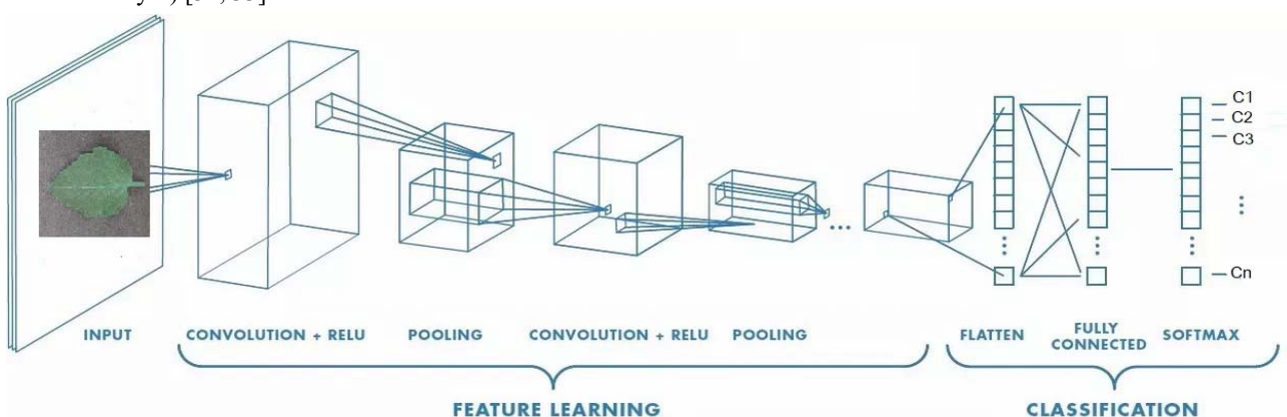 C1
C2
C3
Cn
INPUT
CONVOLUTION + RELU
POOLING
CONVOLUTION + RELU
POOLING
FLATTEN
FULLY
CONNECTED
SOFTMAX
FEATURE LEARNING
CLASSIFICATION